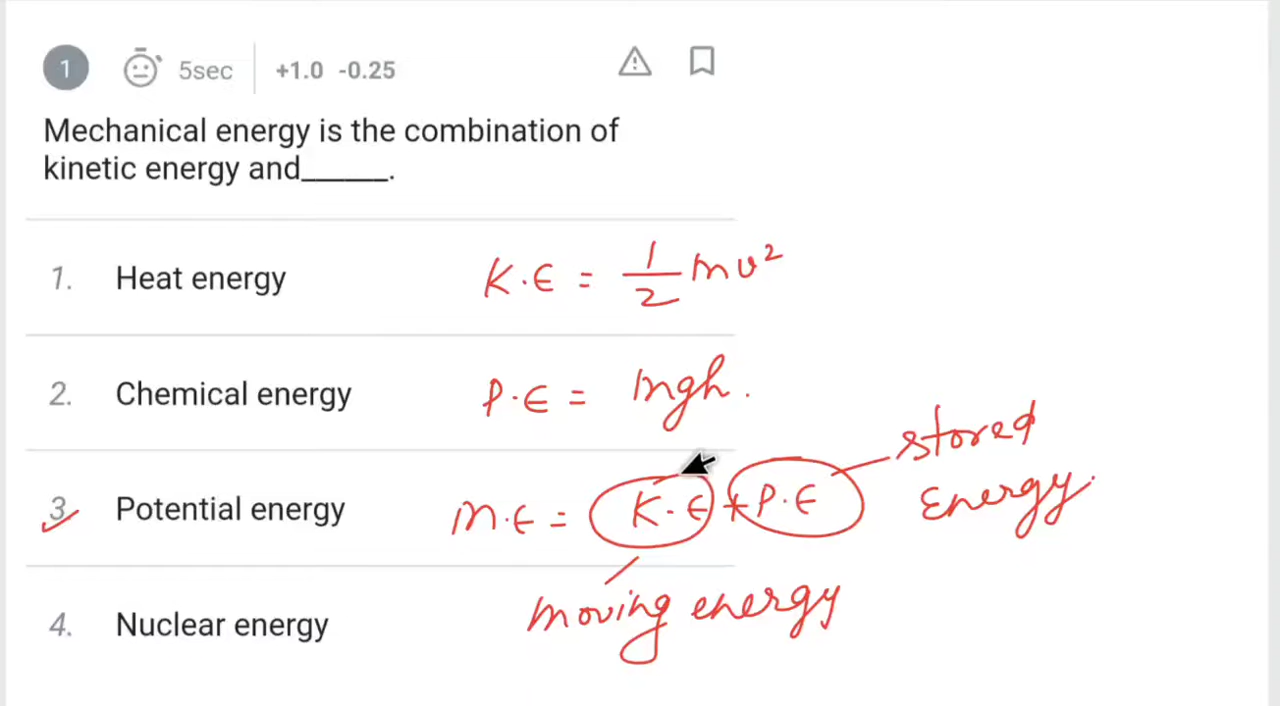 1 5sec +1.0 -0.25
Mechanical energy is the combination of
kinetic energy and______.
1. Heat energy
K.E = 1/2 mv²
2. Chemical energy
P.E = mgh.
stored
Energy.
3. Potential energy
M.E = K.E + P.E
moving energy
4. Nuclear energy